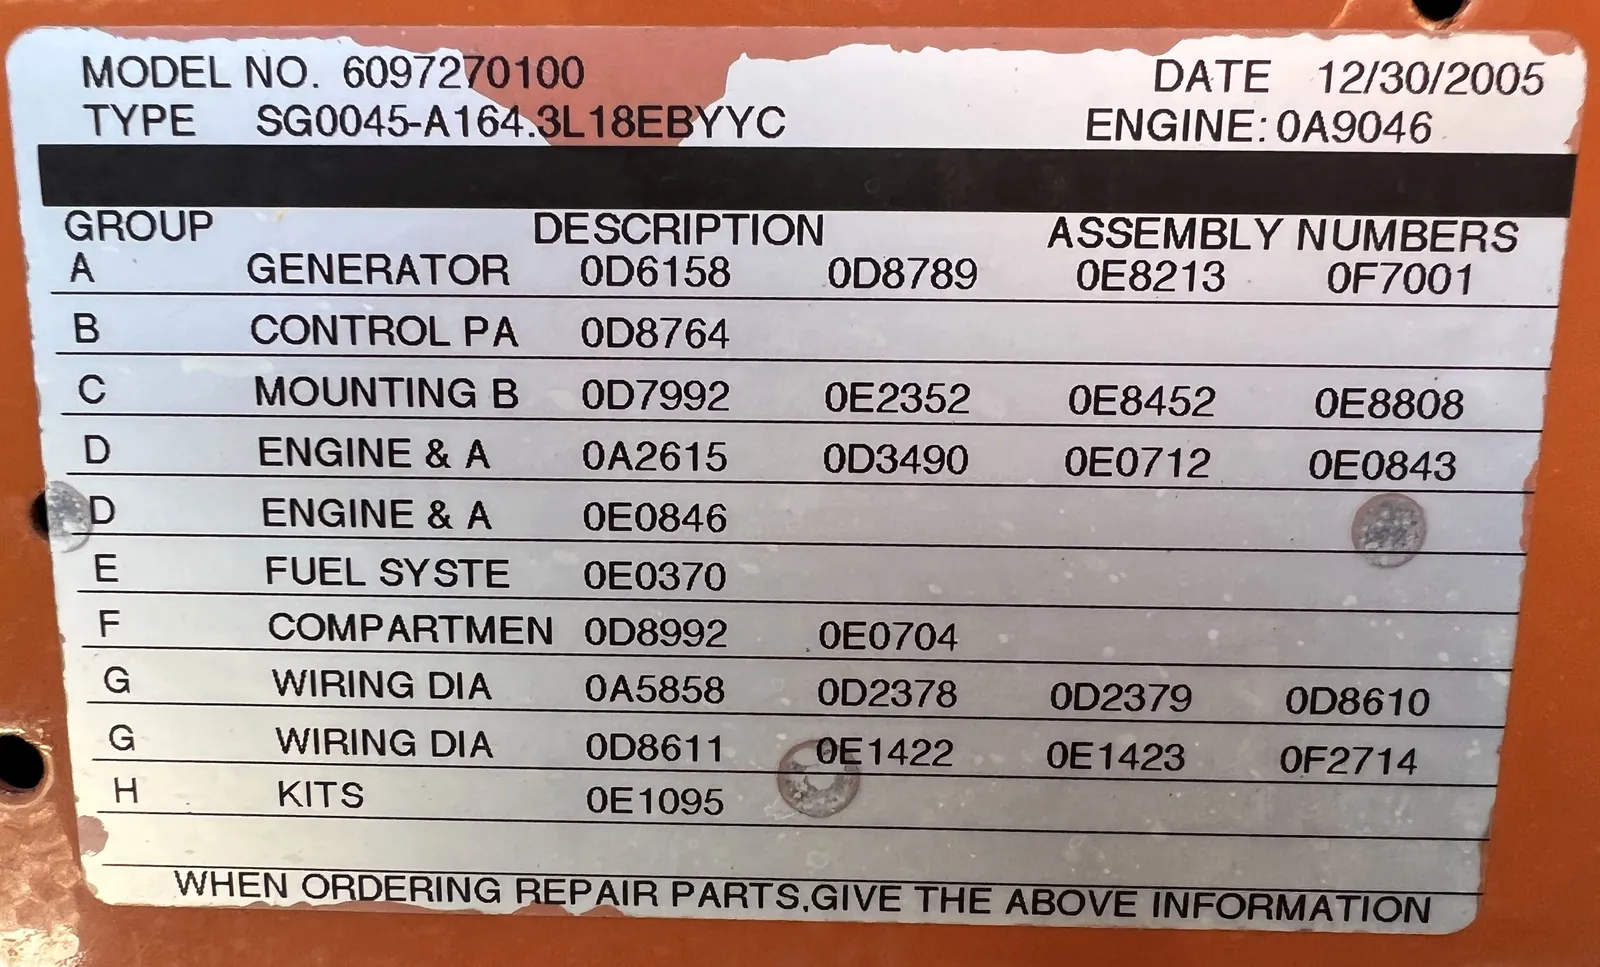 MODEL NO. 6097270100 DATE 12/30/2005
TYPE SG0045-A164.3L18EBYYC ENGINE: 0A9046
GROUP DESCRIPTION ASSEMBLY NUMBERS
A GENERATOR 0D6158 0D8789 0E8213 0F7001
B CONTROL PA 0D8764
C MOUNTING B 0D7992 0E2352 0E8452 0E8808
D ENGINE & A 0A2615 0D3490 0E0712 0E0843
D ENGINE & A 0E0846
E FUEL SYSTE 0E0370
F COMPARTMEN 0D8992 0E0704
G WIRING DIA 0A5858 0D2378 0D2379 0D8610
G WIRING DIA 0D8611 0E1422 0E1423 0F2714
H KITS 0E1095
WHEN ORDERING REPAIR PARTS,GIVE THE ABOVE INFORMATION